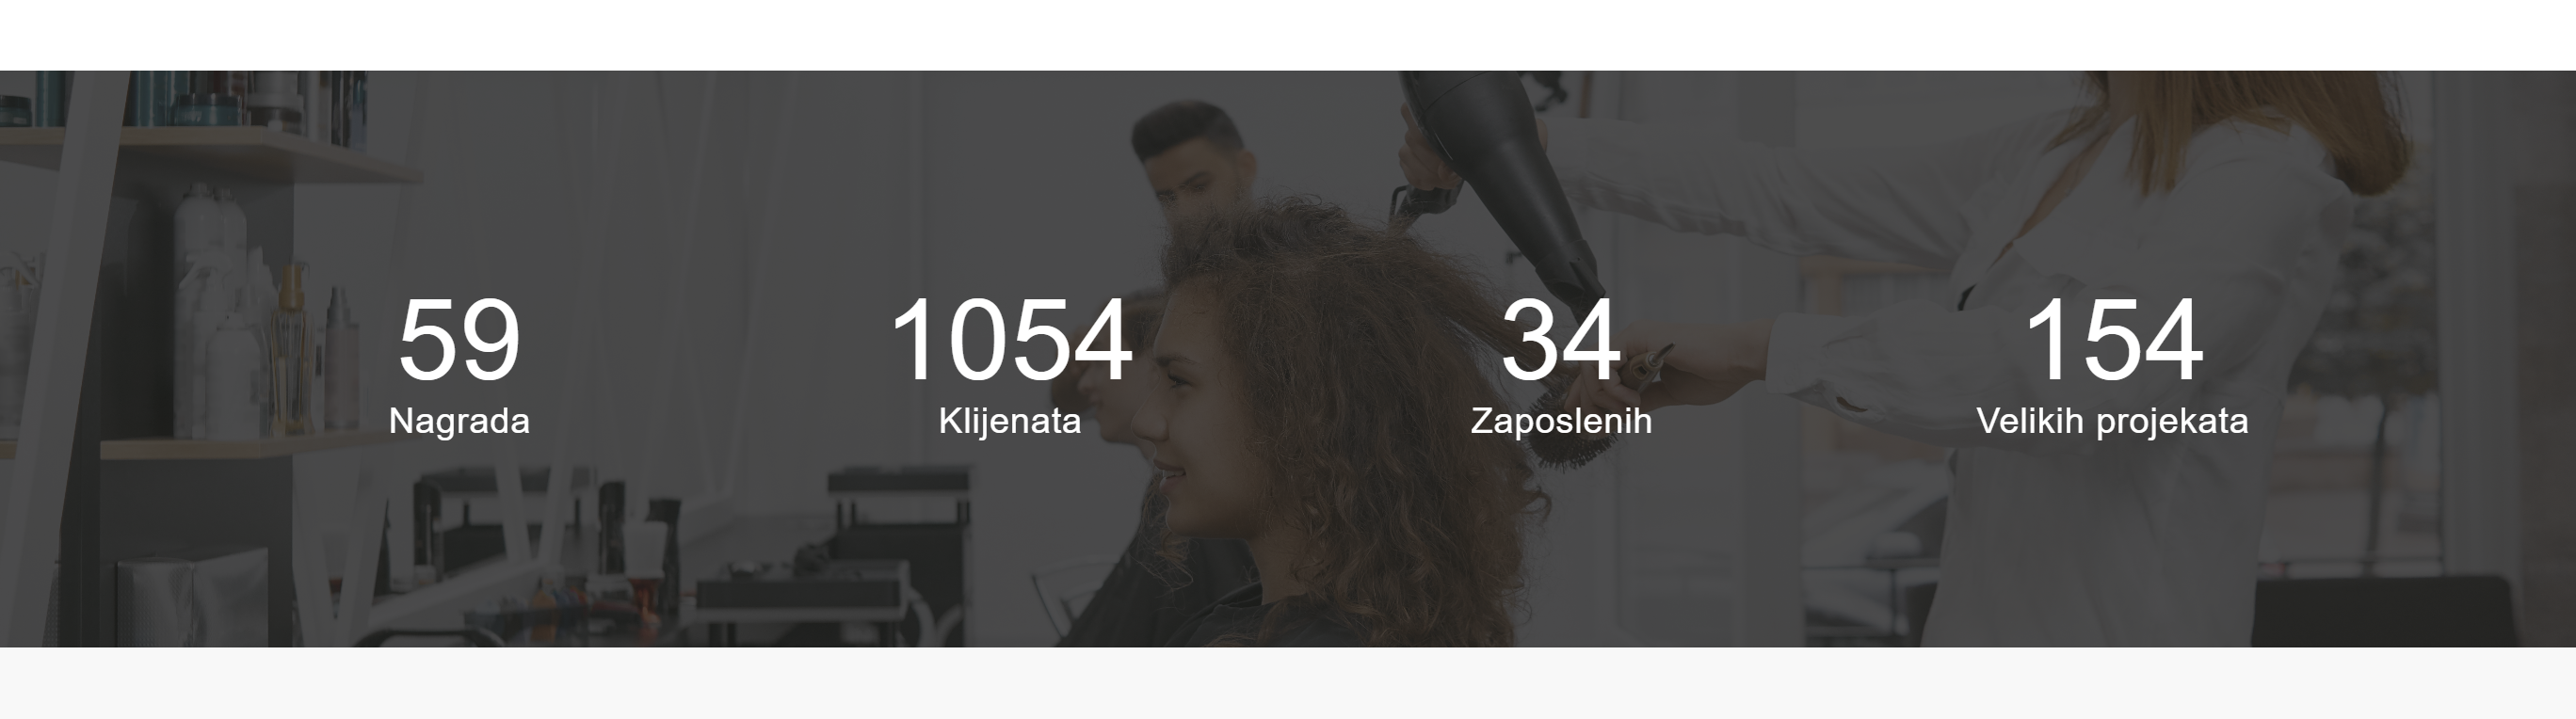 59
1054
34
154
Nagrada
Klijenata
Zaposlenih
Velikih projekata